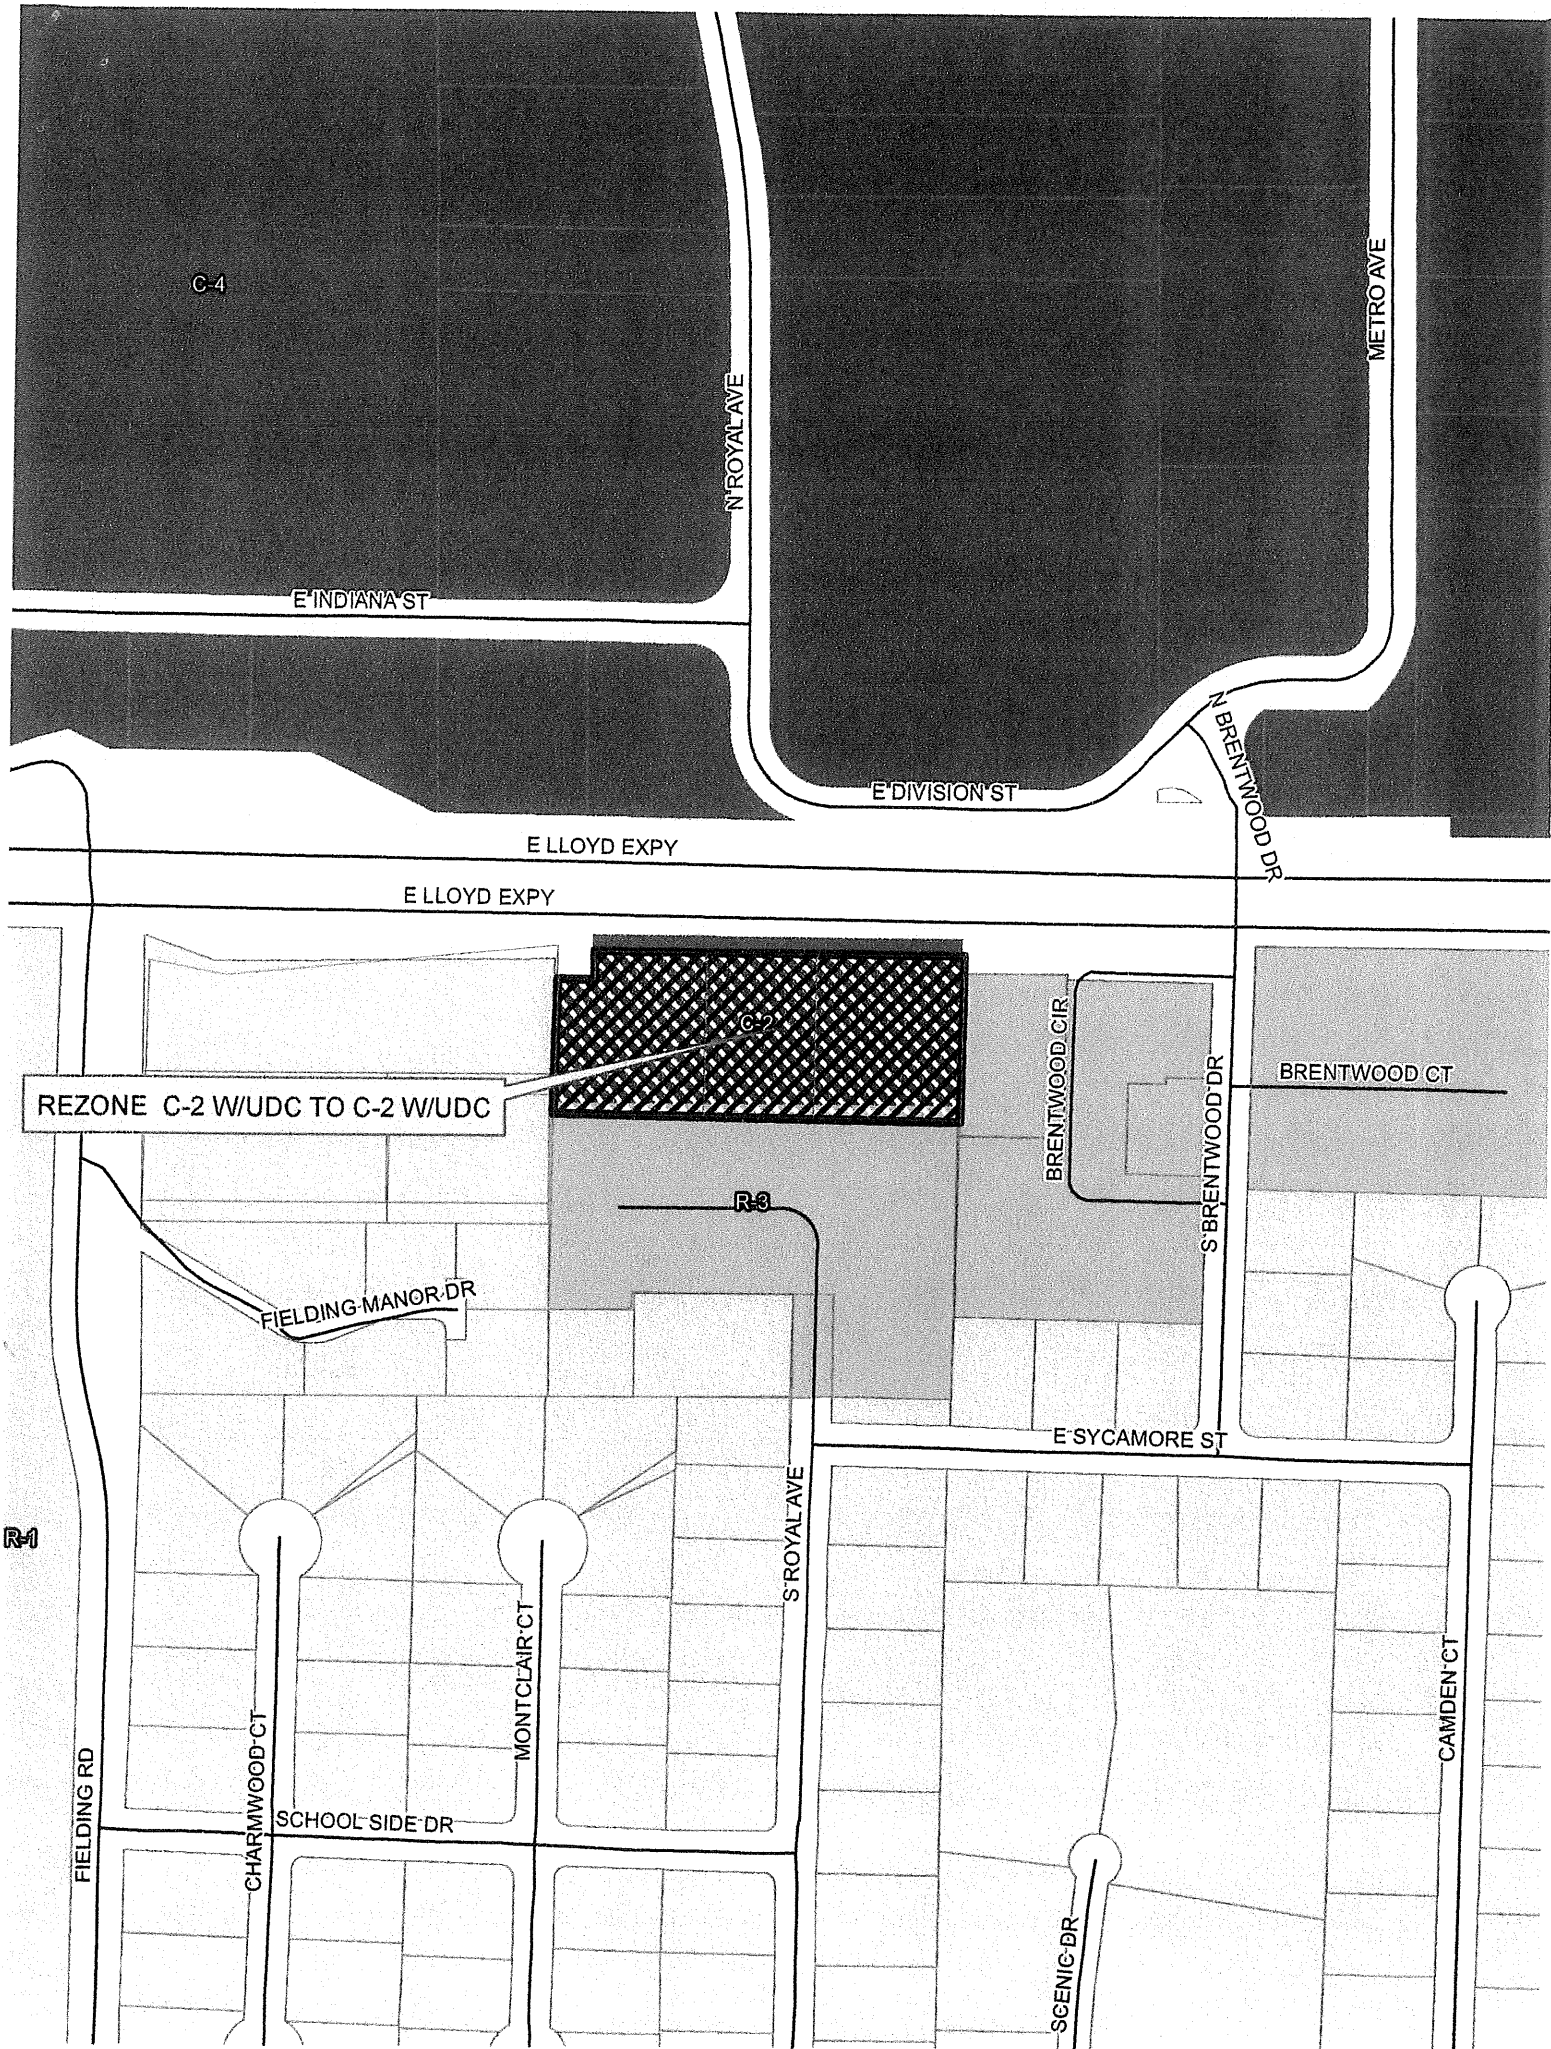 C-4
METRO AVE
N ROYAL AVE
E INDIANA ST
N BRENTWOOD DR
E DIVISION ST
E LLOYD EXPY
E LLOYD EXPY
C-2
BRENTWOOD CIR
BRENTWOOD CT
REZONE C-2 W/UDC TO C-2 W/UDC
S BRENTWOOD DR
R-3
FIELDING MANOR DR
E SYCAMORE ST
S ROYAL AVE
R-1
MONTCLAIR CT
CAMDEN CT
CHARMWOOD CT
FIELDING RD
SCHOOL SIDE DR
SCENIC DR